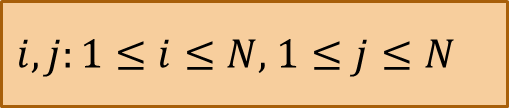 i,j: 1 ≤ i ≤ N, 1 ≤ j ≤ N